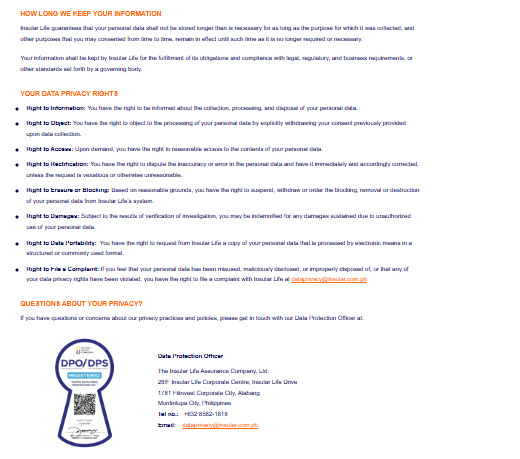 HOW LONG WE KEEP YOUR INFORMATION
Insular Life guarantees that your personal data shall not be stored longer than is necessary for as long as the purpose for which it was collected, and
other purposes that you may consented from time to time, remain in effect until such time as it is no longer required or necessary.
Your information shall be kept by Insular Life for the fulfillment of its obligations and compliance with legal, regulatory, and business requirements, or
other standards set forth by a governing body.
YOUR DATA PRIVACY RIGHTS
• Right to Information: You have the right to be informed about the collection, processing, and disposal of your personal data.
• Right to Object: You have the right to object to the processing of your personal data by explicitly withdrawing your consent previously provided
upon data collection.
• Right to Access: Upon demand, you have the right to reasonable access to the contents of your personal data.
• Right to Rectification: You have the right to dispute the inaccuracy or error in the personal data and have it immediately and accordingly corrected,
unless the request is vexatious or otherwise unreasonable.
• Right to Erasure or Blocking: Based on reasonable grounds, you have the right to suspend, withdraw or order the blocking, removal or destruction
of your personal data from Insular Life's system.
• Right to Damages: Subject to the results of verification of investigation, you may be indemnified for any damages sustained due to unauthorized
use of your personal data.
• Right to Data Portability: You have the right to request from Insular Life a copy of your personal data that is processed by electronic means in a
structured or commonly used format.
• Right to File a Complaint: If you feel that your personal data has been misused, maliciously disclosed, or improperly disposed of, or that any of
your data privacy rights have been violated, you have the right to file a complaint with Insular Life at dataprivacy@insular.com.ph
QUESTIONS ABOUT YOUR PRIVACY?
If you have questions or concerns about our privacy practices and policies, please get in touch with our Data Protection Officer at:
DPO/DPS
REGISTERED
Data Protection Officer
The Insular Life Assurance Company, Ltd.
28/F Insular Life Corporate Centre, Insular Life Drive
1781 Filinvest Corporate City, Alabang
Muntinlupa City, Philippines
Tel no.: +632 8582-1818
Email: dataprivacy@insular.com.ph